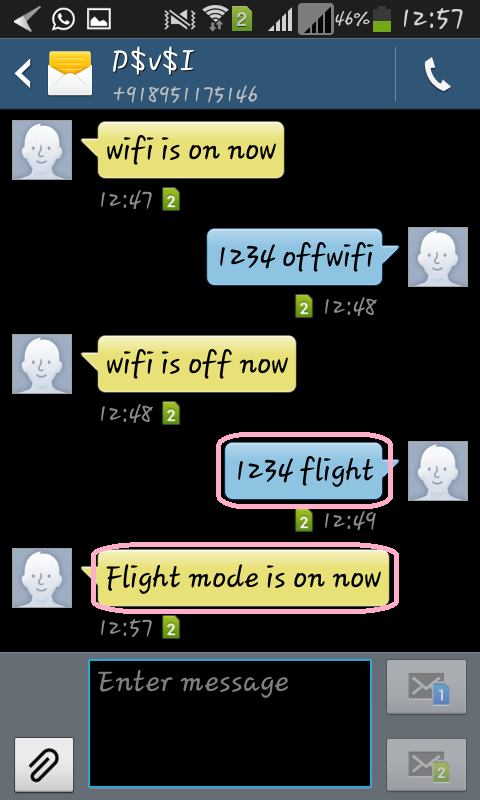 2 46% 12:57
D$v$I
+918951175146
wifi is on now
12:47 2
1234 offwifi
2 12:48
wifi is off now
12:48 2
1234 flight
2 12:49
Flight mode is on now
12:57 2
Enter message
1
2